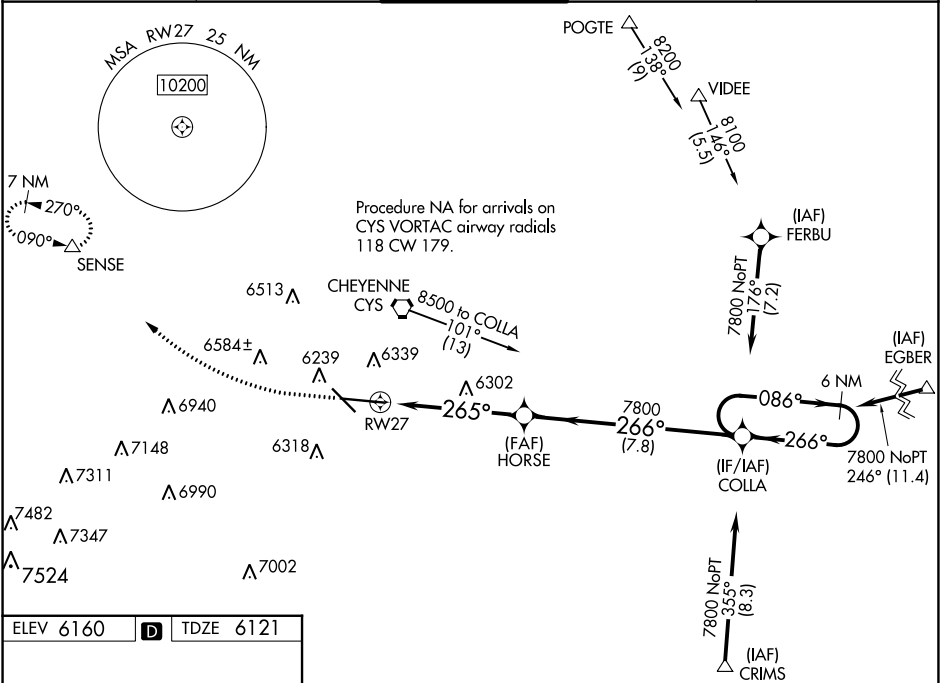 MSA RW27 25 NM
10200
POGTE
8200
138°
(9)
VIDEE
8100
146°
(5.5)
7 NM
270°
090°
SENSE
Procedure NA for arrivals on
CYS VORTAC airway radials
118 CW 179.
(IAF)
FERBU
7800 NoPT
176°
(7.2)
CHEYENNE
CYS
8500 to COLLA
101°
(13)
6513
6584±
6239
6339
6302
(IAF)
EGBER
6 NM
086°
266°
7800 NoPT
246° (11.4)
6940
RW27
265°
(FAF)
HORSE
7800
266°
(7.8)
(IF/IAF)
COLLA
7148
6318
7311
6990
7482
7347
7524
7002
7800 NoPT
355°
(8.3)
(IAF)
CRIMS
ELEV 6160 D TDZE 6121